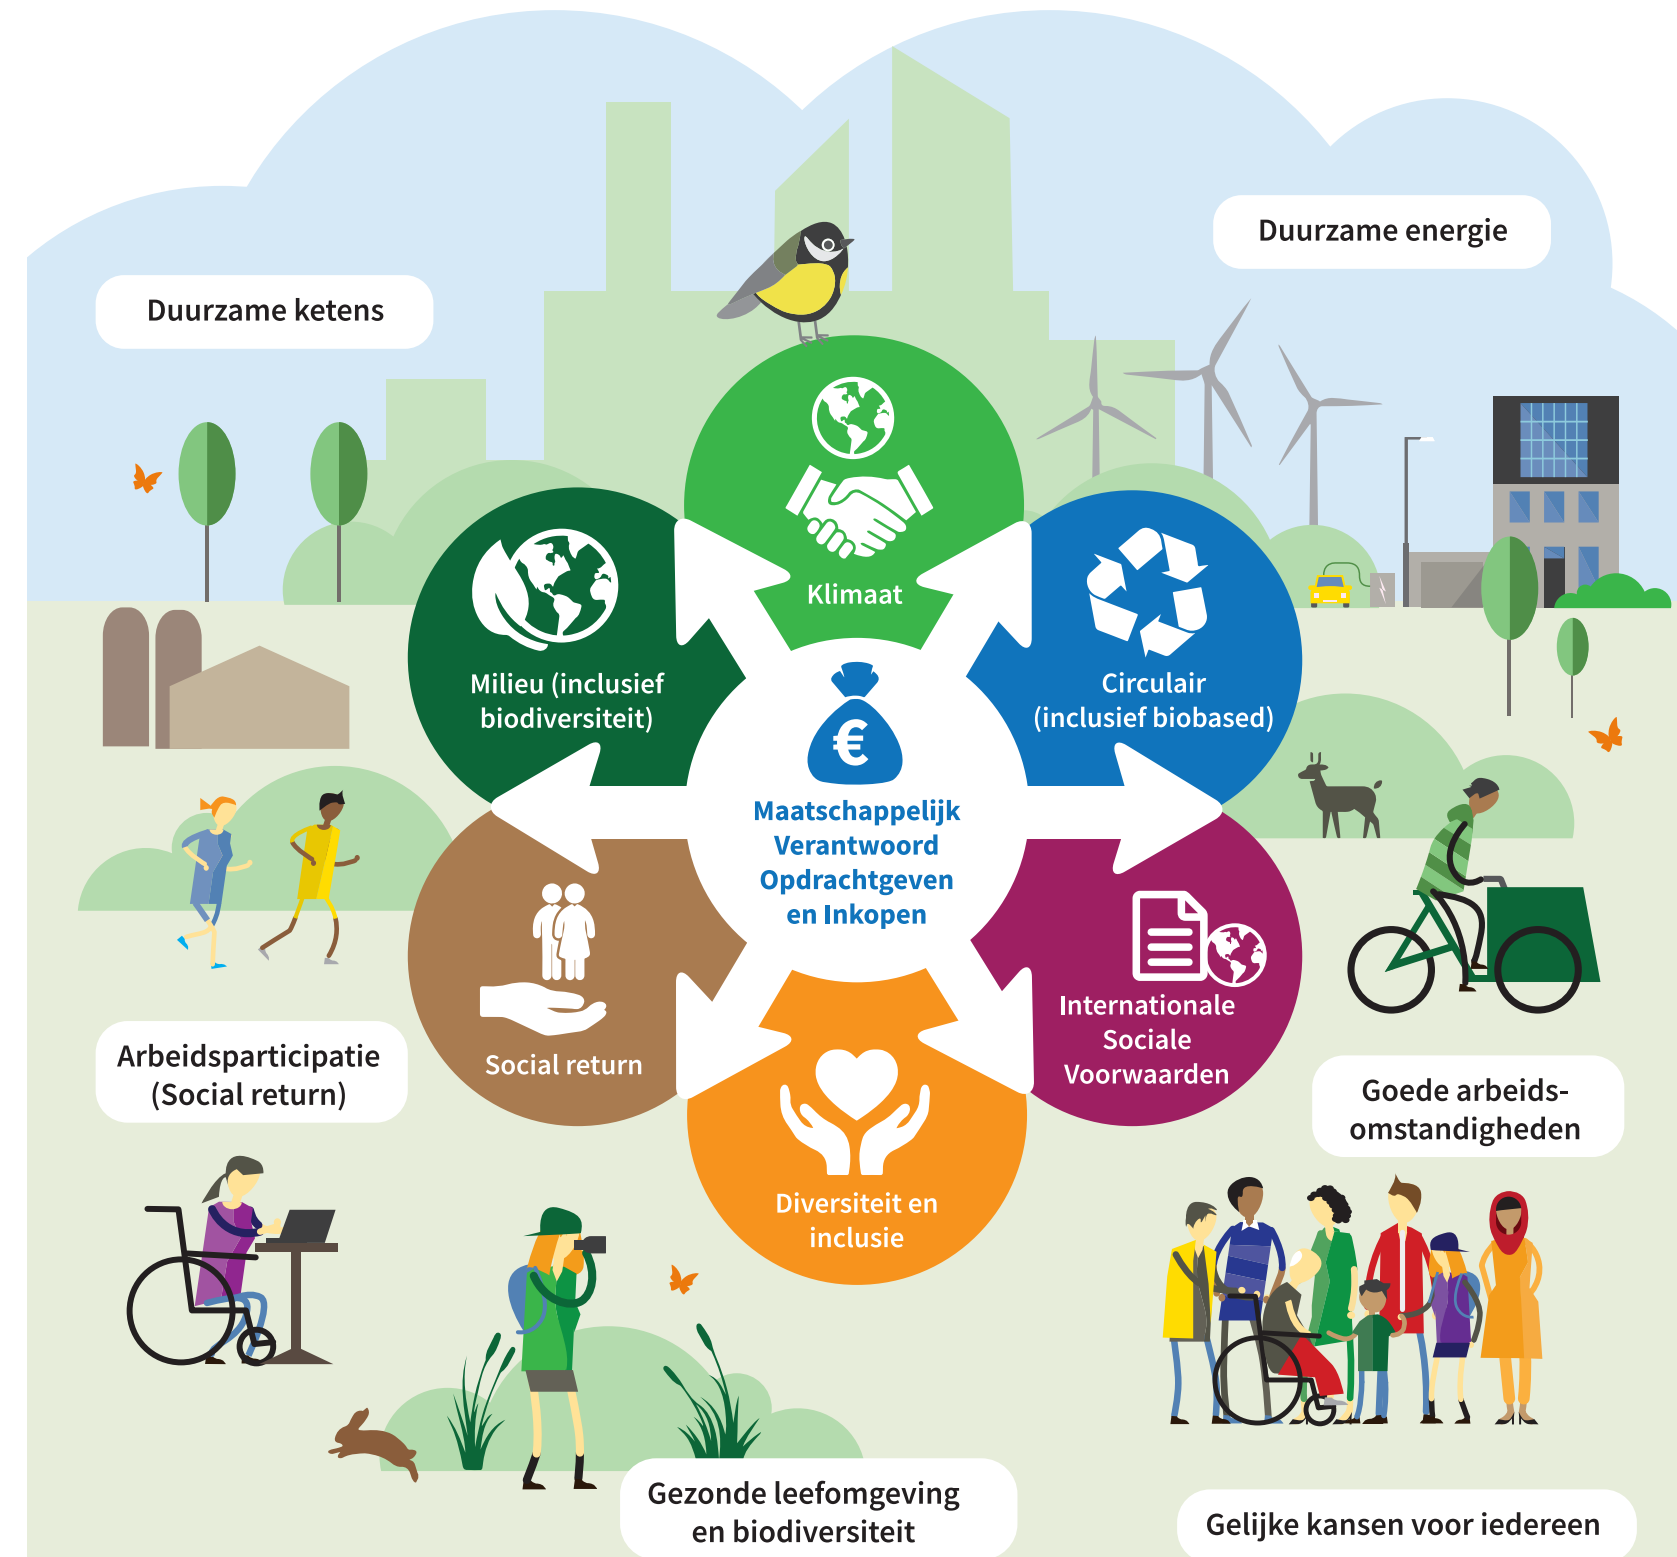 Duurzame energie
Duurzame ketens
Klimaat
Milieu (inclusief
biodiversiteit)
Circulair
(inclusief biobased)
€
Maatschappelijk
Verantwoord
Opdrachtgeven
en Inkopen
Internationale
Sociale
Voorwaarden
Social return
Diversiteit en
inclusie
Arbeidsparticipatie
(Social return)
Goede arbeids-
omstandigheden
Gezonde leefomgeving
en biodiversiteit
Gelijke kansen voor iedereen